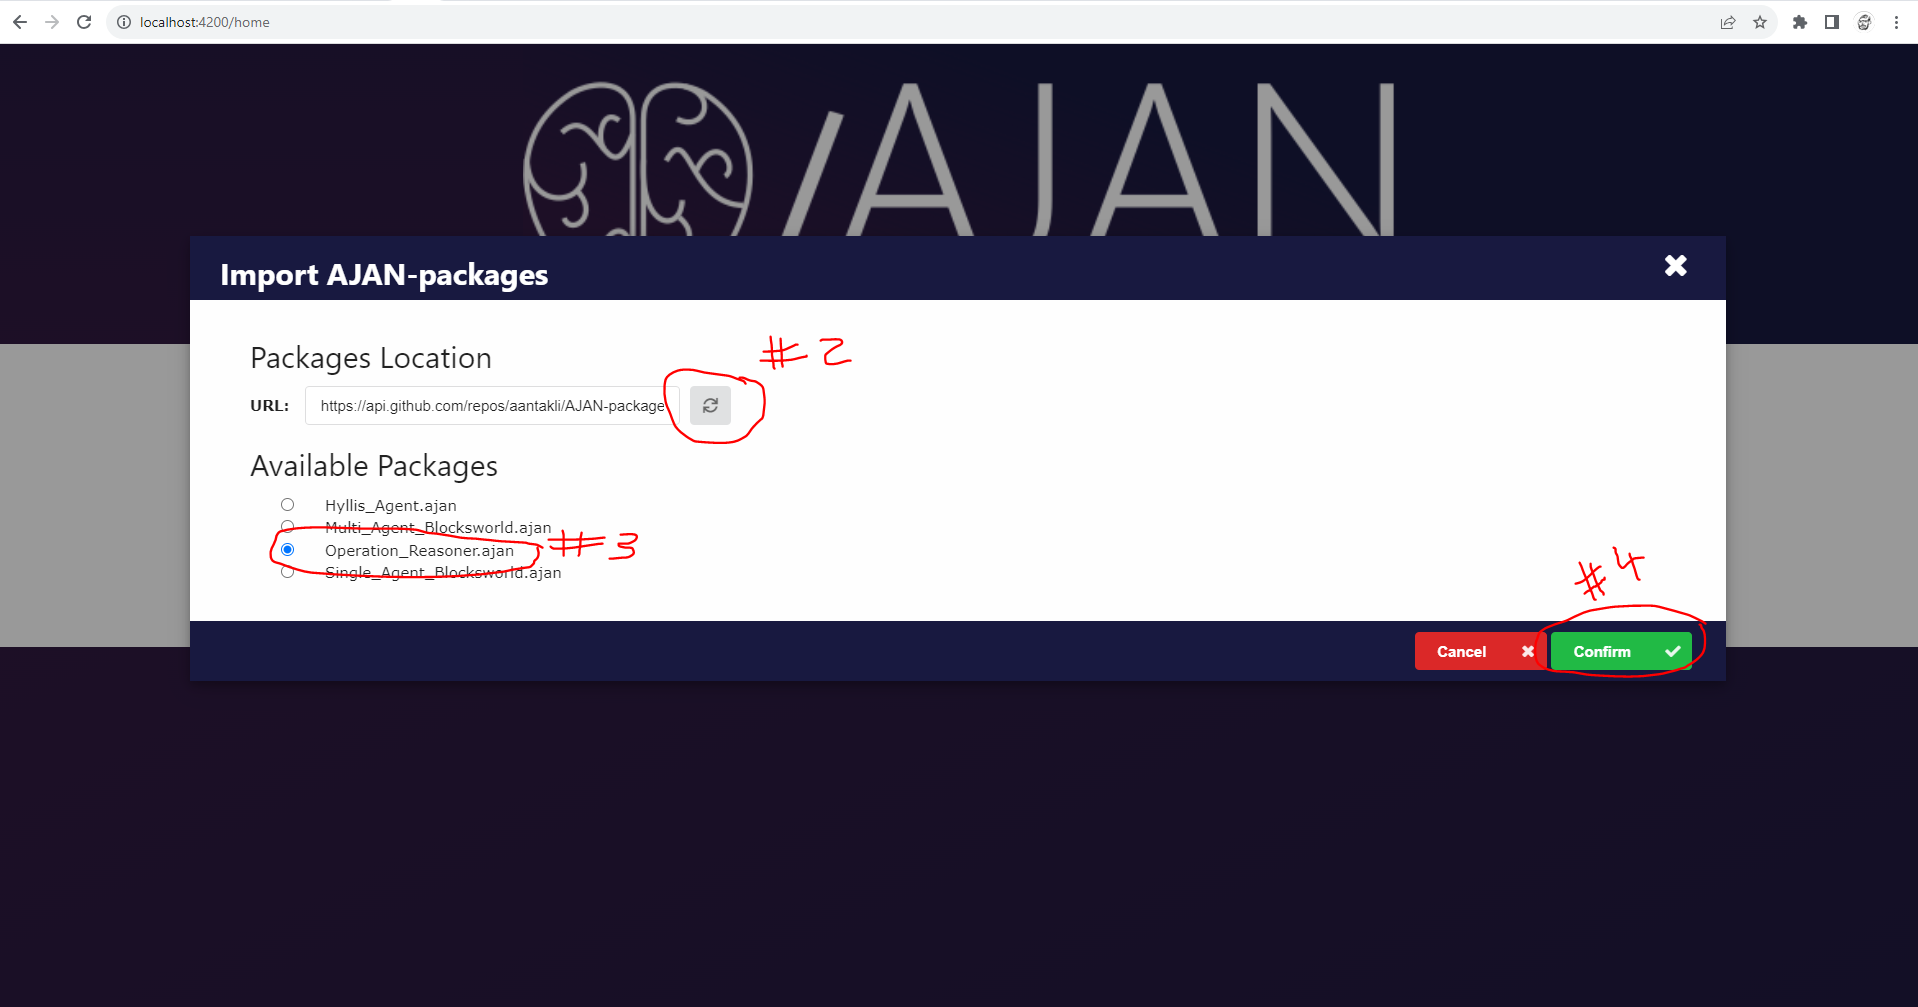 localhost:4200/home
/AJAN
Import AJAN-packages
#2
Packages Location
URL: https://api.github.com/repos/aantakli/AJAN-package
Available Packages
Hyllis_Agent.ajan
Multi_Agent_Blocksworld.ajan
Operation_Reasoner.ajan #3
Single_Agent_Blocksworld.ajan
#4
Cancel Confirm